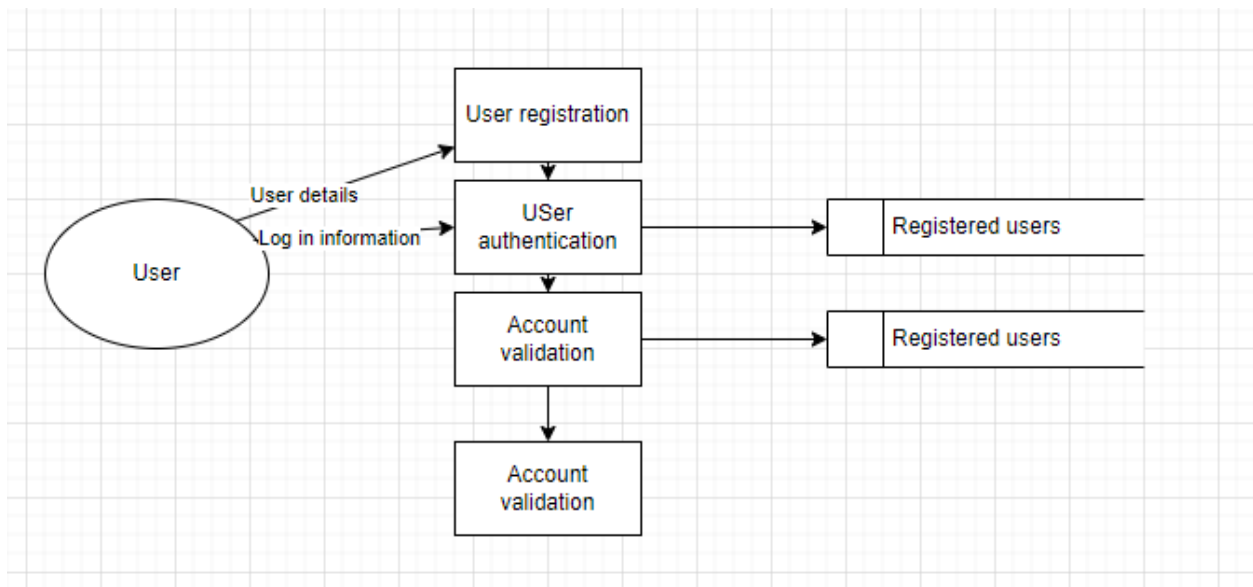 User registration
User details
USer
authentication
Registered users
Log in information
User
Account
validation
Registered users
Account
validation